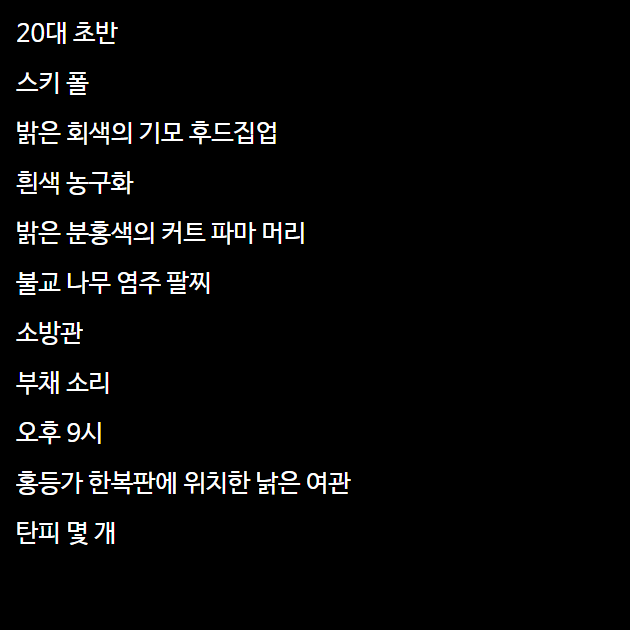 20대 초반
스키 폴
밝은 회색의 기모 후드집업
흰색 농구화
밝은 분홍색의 커트 파마 머리
불교 나무 염주 팔찌
소방관
부채 소리
오후 9시
홍등가 한복판에 위치한 낡은 여관
탄피 몇 개